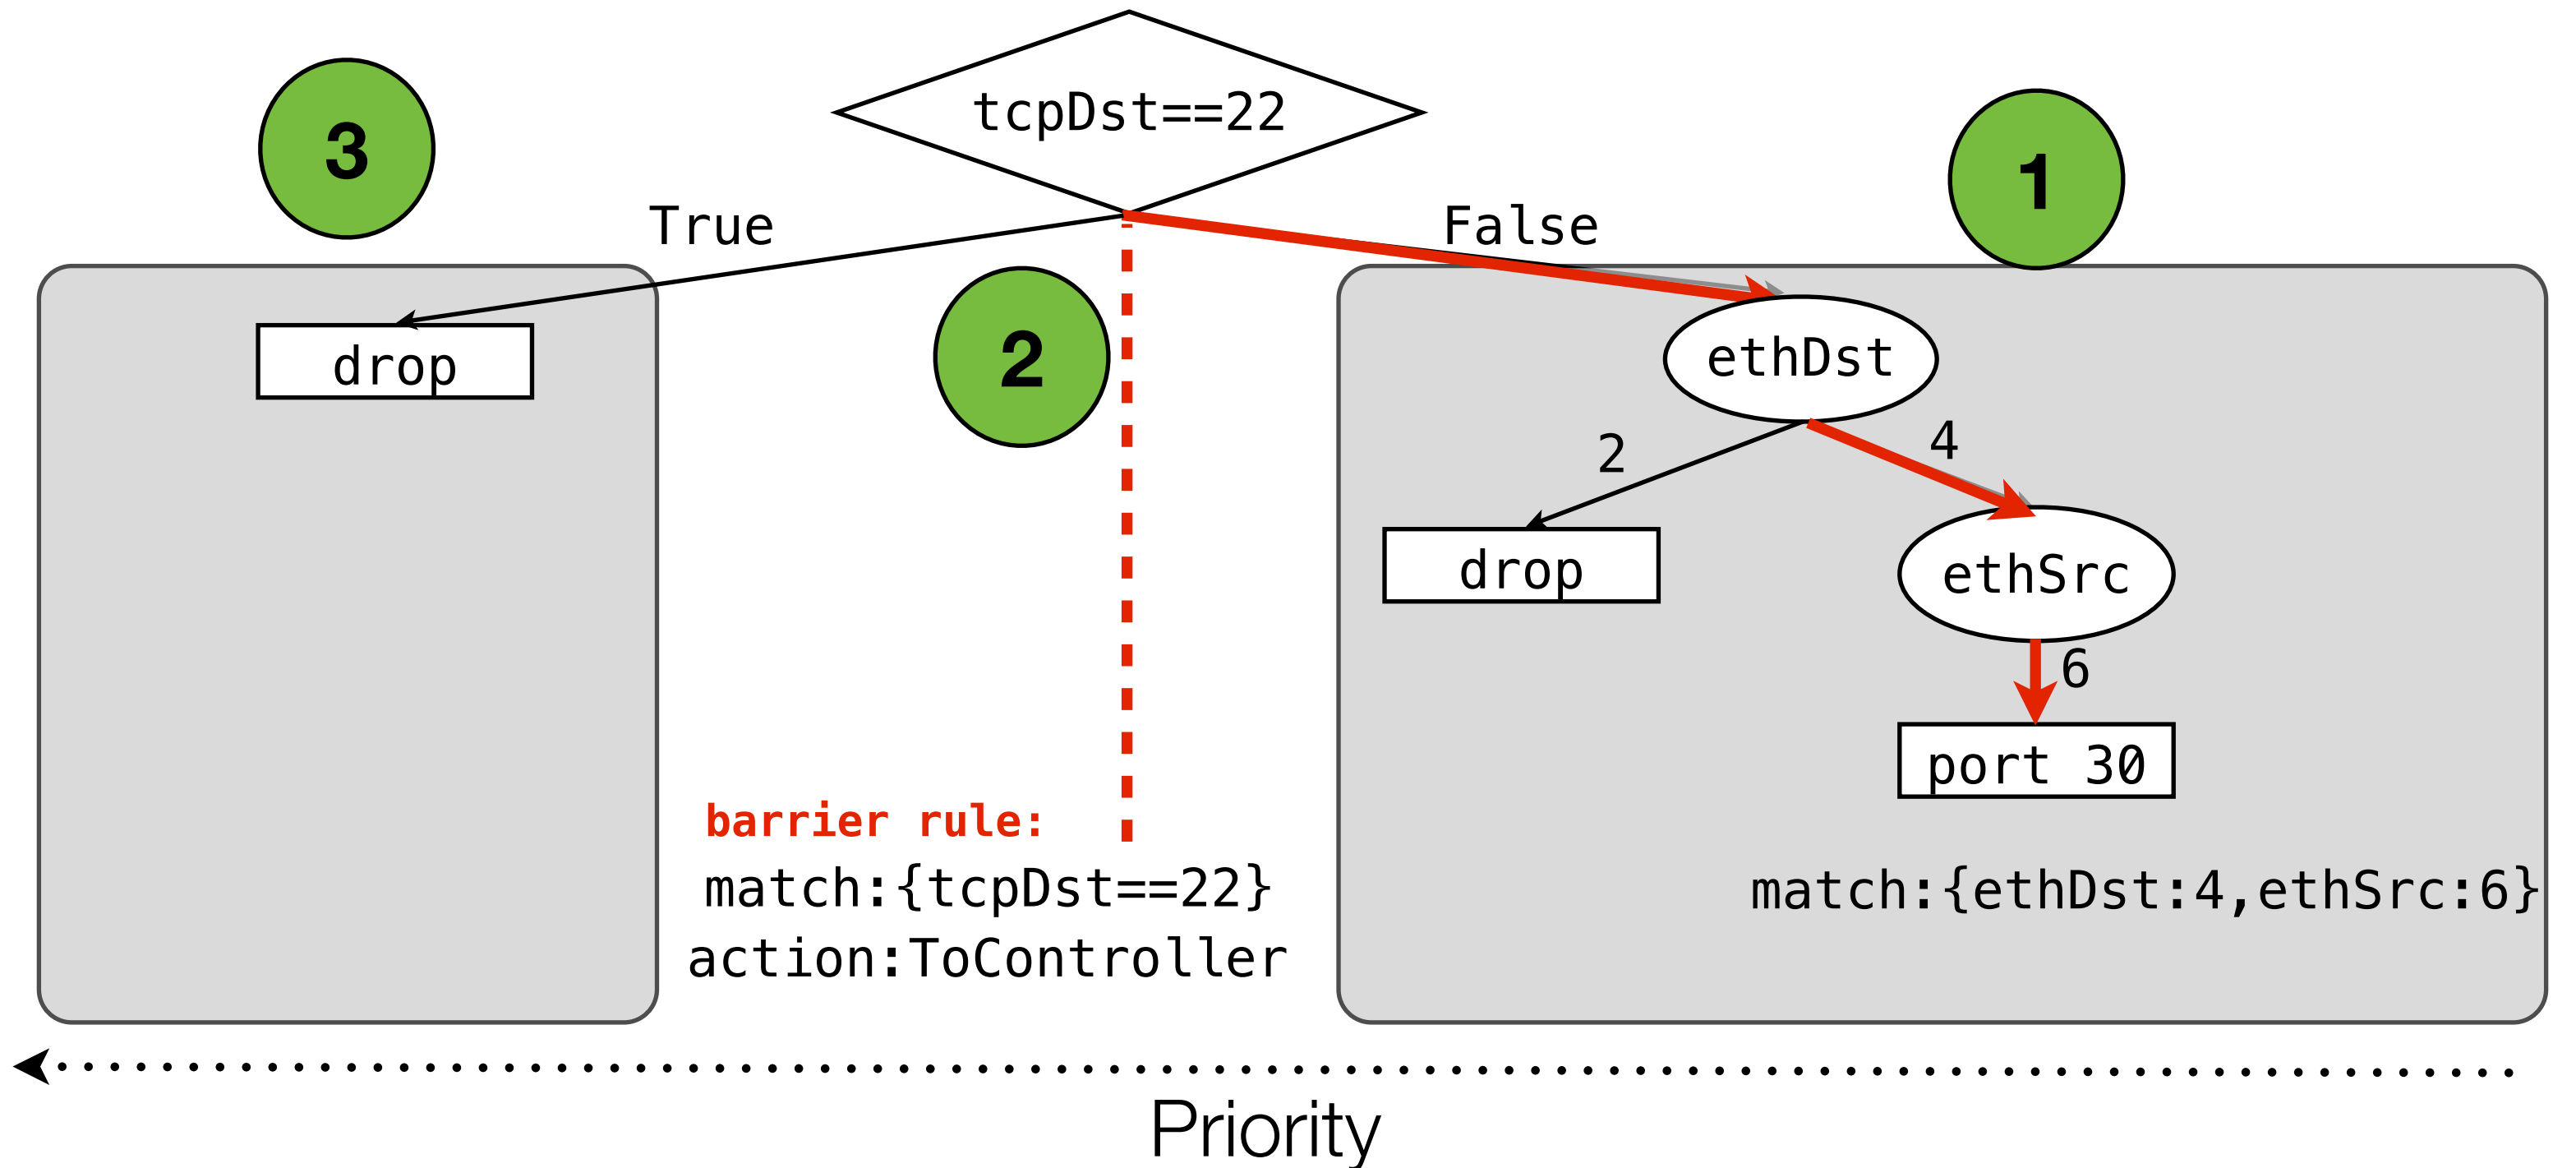 tcpDst==22
3
1
True
False
2
drop
ethDst
2
4
drop
ethSrc
6
port 30
barrier rule:
match:{tcpDst==22}
action:ToController
match:{ethDst:4,ethSrc:6}
Priority